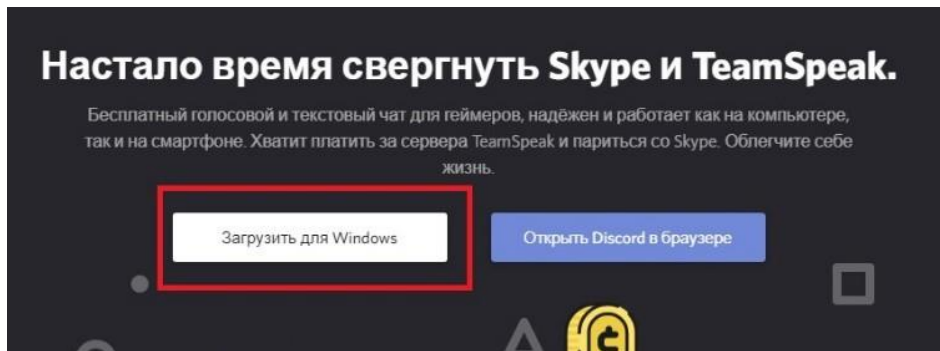 Настало время свергнуть Skype и TeamSpeak.
Бесплатный голосовой и текстовый чат для геймеров, надёжен и работает как на компьютере,
так и на смартфоне. Хватит платить за сервера TeamSpeak и париться со Skype. Облегчите себе
жизнь.
Загрузить для Windows
Открыть Discord в браузере